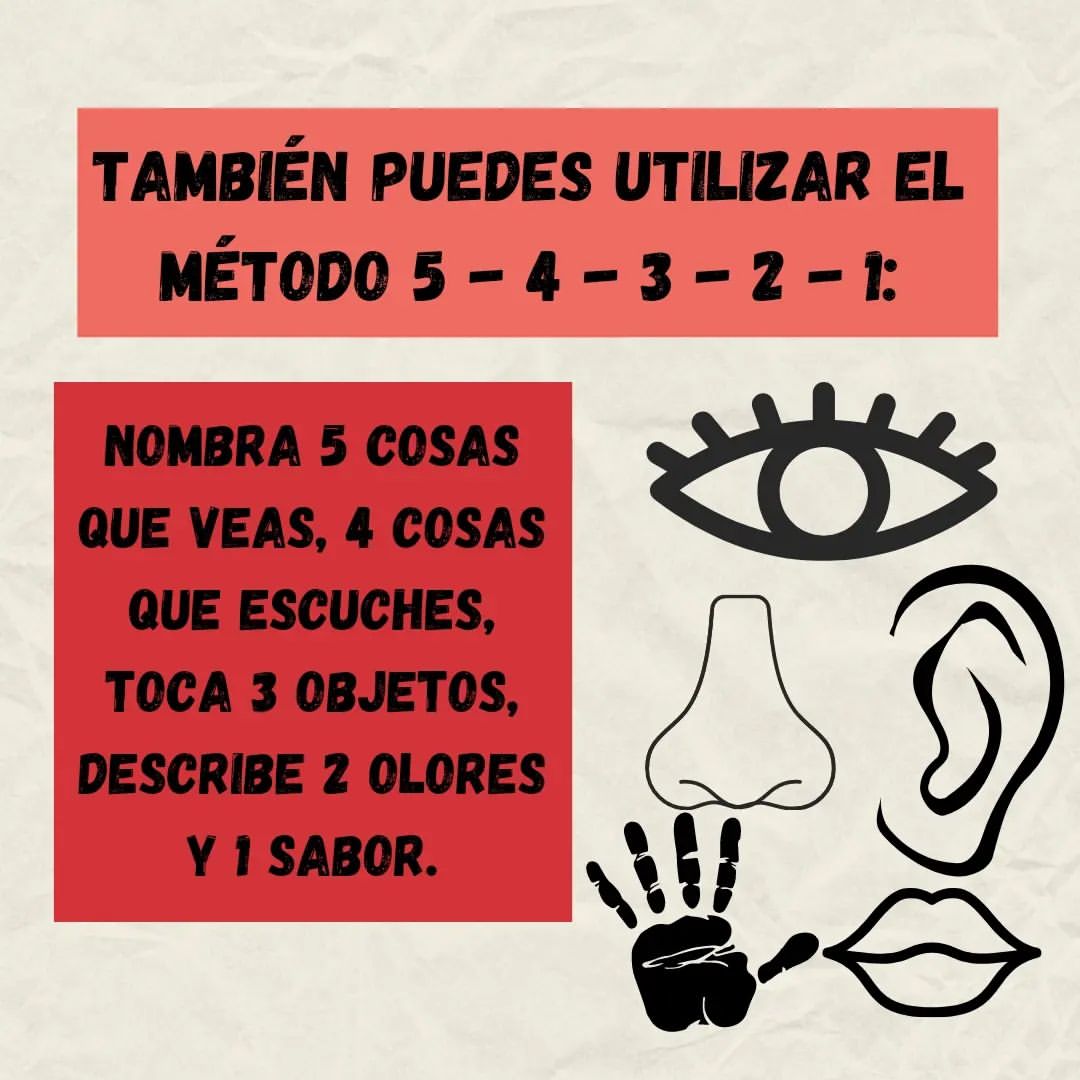 TAMBIÉN PUEDES UTILIZAR EL
MÉTODO 5 – 4 – 3 – 2 – 1:
NOMBRA 5 COSAS
QUE VEAS, 4 COSAS
QUE ESCUCHES,
TOCA 3 OBJETOS,
DESCRIBE 2 OLORES
Y 1 SABOR.